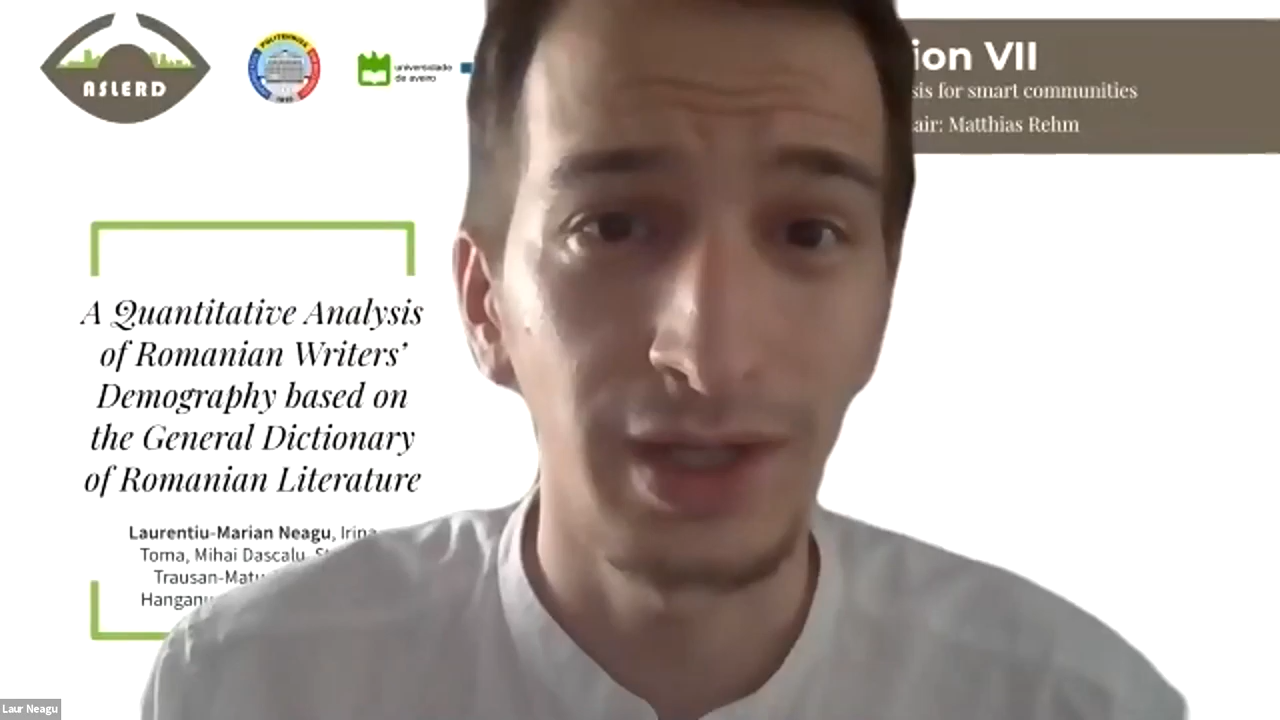 ASLERD
POLITEHNICA
universidade
de aveiro
ion VII
sis for smart communities
air: Matthias Rehm
A Quantitative Analysis
of Romanian Writers’
Demography based on
the General Dictionary
of Romanian Literature
Laurentiu-Marian Neagu, Irina
Toma, Mihai Dascalu, St
Trausan-Matu
Hanganu
Laur Neagu